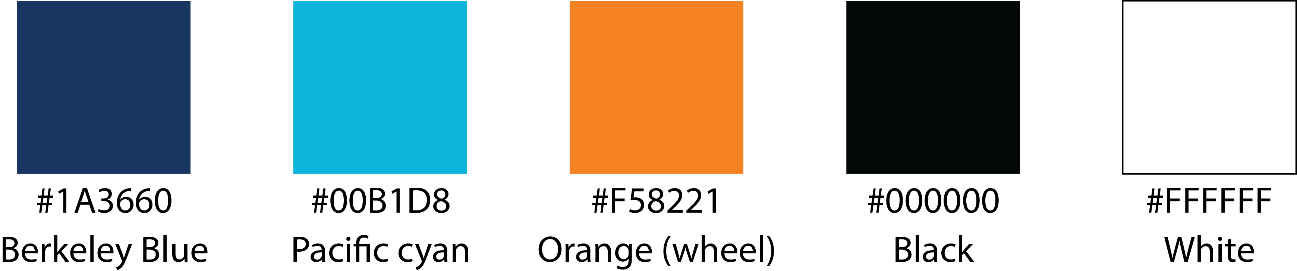 #1A3660 #00B1D8 #F58221 #000000 #FFFFFF
Berkeley Blue Pacific cyan Orange (wheel) Black White